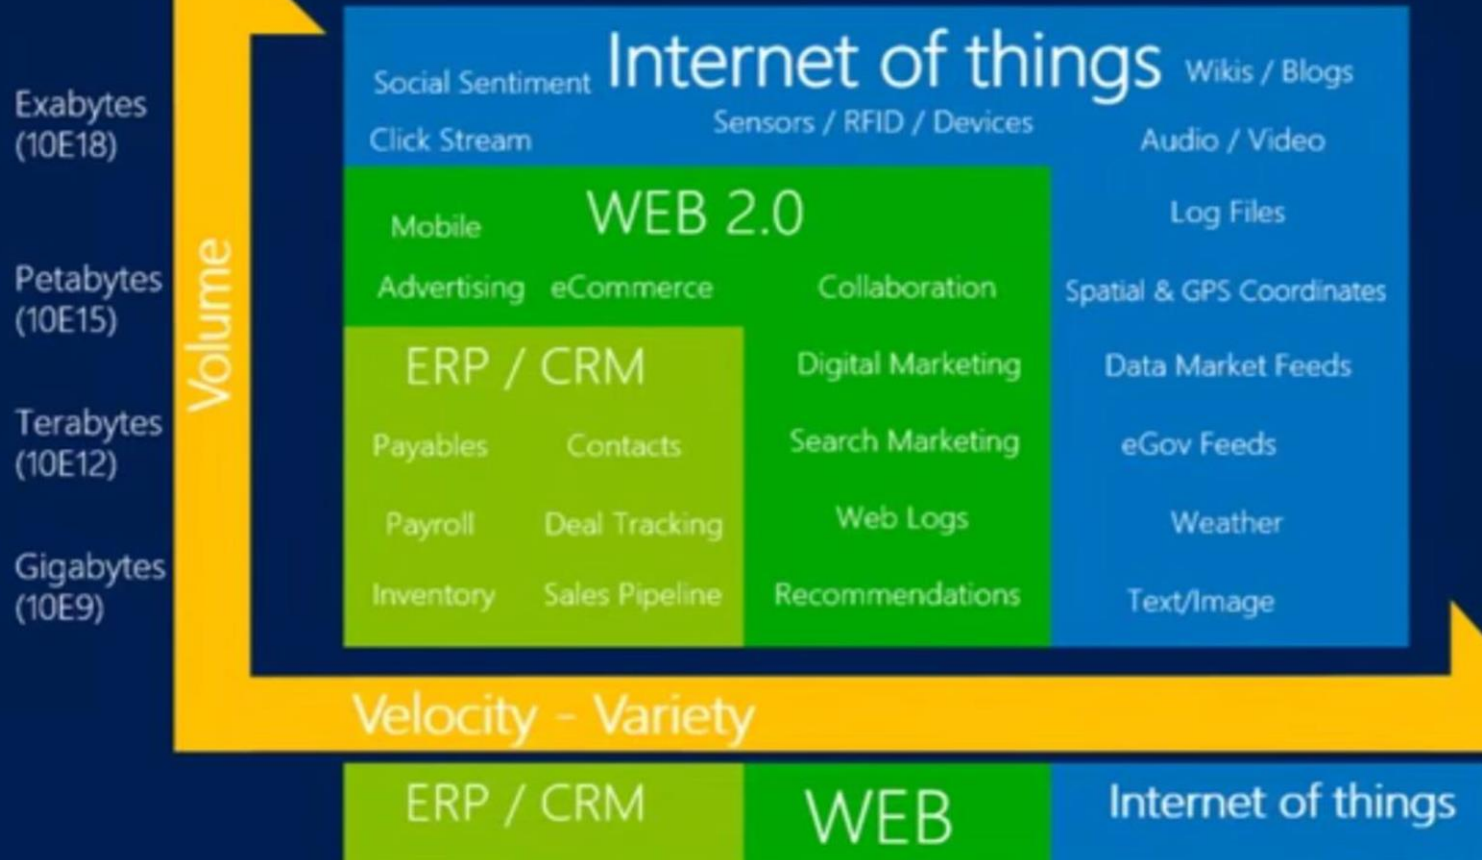 Exabytes
(10E18)
Petabytes
(10E15)
Terabytes
(10E12)
Gigabytes
(10E9)
Volume
Internet of things
Social Sentiment
Wikis / Blogs
Sensors / RFID / Devices
Click Stream
Audio / Video
Log Files
Spatial & GPS Coordinates
Data Market Feeds
eGov Feeds
Weather
Text/Image
WEB 2.0
Mobile
Advertising eCommerce
Collaboration
Digital Marketing
Search Marketing
Web Logs
Recommendations
ERP / CRM
Payables Contacts
Payroll Deal Tracking
Inventory Sales Pipeline
Velocity - Variety
ERP / CRM
WEB
Internet of things